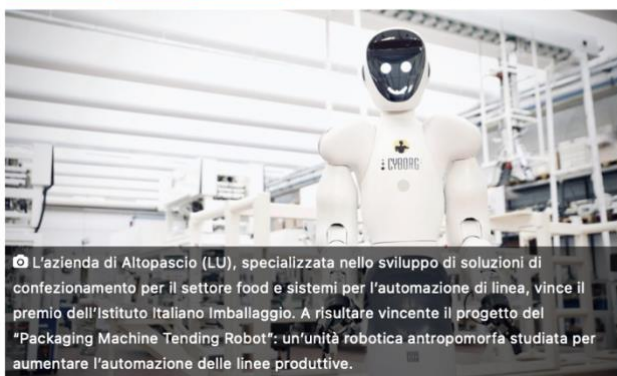 CYBORG
L'azienda di Altopascio (LU), specializzata nello sviluppo di soluzioni di
confezionamento per il settore food e sistemi per l'automazione di linea, vince il
premio dell'Istituto Italiano Imballaggio. A risultare vincente il progetto del
"Packaging Machine Tending Robot": un'unità robotica antropomorfa studiata per
aumentare l'automazione delle linee produttive.